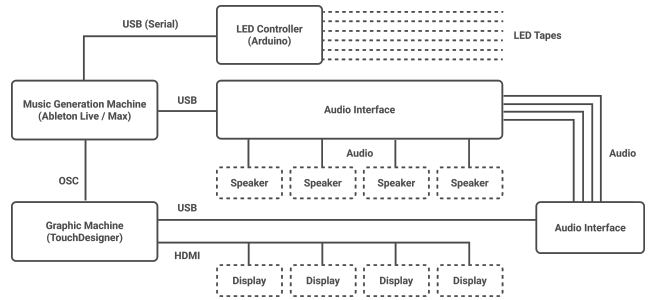 USB (Serial)
LED Controller
(Arduino)
LED Tapes
Music Generation Machine
(Ableton Live / Max)
USB
Audio Interface
Audio
Speaker
Speaker
Speaker
Speaker
Audio
OSC
USB
Graphic Machine
(TouchDesigner)
Audio Interface
HDMI
Display
Display
Display
Display